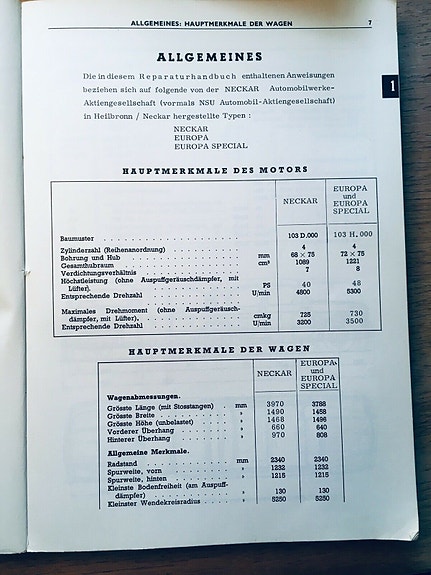 ALLGEMEINES: HAUPTMERKMALE DER WAGEN 7
ALLGEMEINES
1
Die in diesem Reparaturhandbuch enthaltenen Anweisungen
beziehen sich auf folgende von der NECKAR Automobilwerke-
Aktiengesellschaft (vormals NSU Automobil-Aktiengesellschaft)
in Heilbronn / Neckar hergestellte Typen :
NECKAR
EUROPA
EUROPA SPECIAL
HAUPTMERKMALE DES MOTORS
NECKAR EUROPA und EUROPA SPECIAL
Baumuster . . . . . . . . . . 103 D.000 103 H.000
Zylinderzahl (Reihenanordnung) . . . . . 4 4
Bohrung und Hub . . . . . . . . mm 68 × 75 72 × 75
Gesamthubraum . . . . . . . . cm³ 1089 1221
Verdichtungsverhältnis . . . . . . . 7 8
Höchstleistung (ohne Auspuffgeräuschdämpfer, mit
Lüfter) . . . . . . . . . . PS 40 48
Entsprechende Drehzahl . . . . . . U/min 4800 5300
Maximales Drehmoment (ohne Auspuffgeräusch-
dämpfer, mit Lüfter) . . . . . . cmkg 725 730
Entsprechende Drehzahl . . . . . . U/min 3200 3500
HAUPTMERKMALE DER WAGEN
NECKAR EUROPA und EUROPA SPECIAL
Wagenabmessungen.
Grösste Länge (mit Stosstangen) . mm 3970 3788
Grösste Breite . . . . . . . » 1490 1458
Grösste Höhe (unbelastet) . . . . » 1468 1498
Vorderer Überhang . . . . . . » 660 640
Hinterer Überhang . . . . . . » 970 808
Allgemeine Merkmale.
Radstand . . . . . . . . mm 2340 2340
Spurweite, vorn . . . . . . » 1232 1232
Spurweite, hinten . . . . . . » 1215 1215
Kleinste Bodenfreiheit (am Auspuff-
dämpfer) . . . . . . . » 130 130
Kleinster Wendekreisradius . . . . » 5250 5250